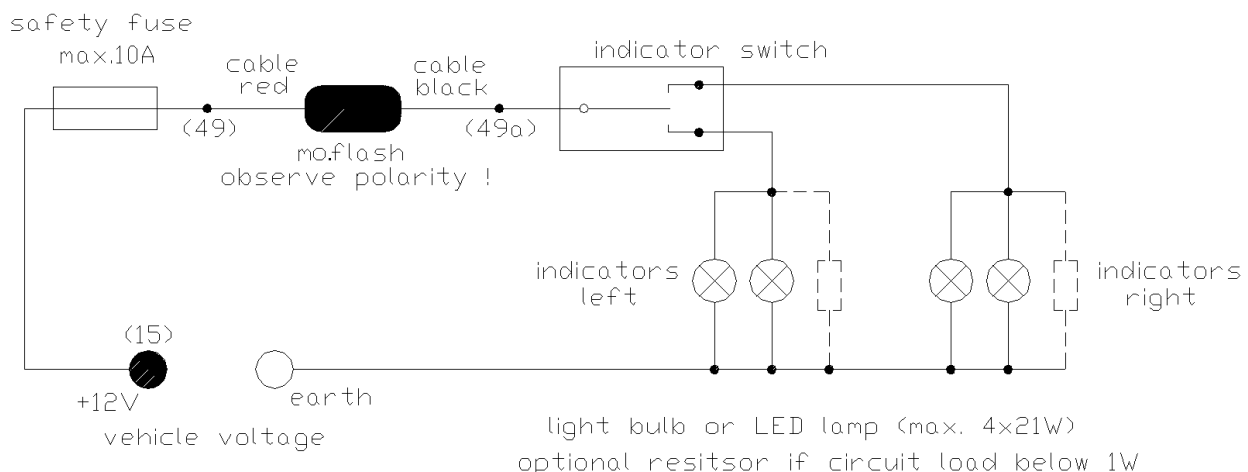 safety fuse
max.10A
indicator switch
cable
red
cable
black
(49)
(49a)
mo.flash
observe polarity !
indicators
left
indicators
right
(15)
+12V
earth
vehicle voltage
light bulb or LED lamp (max. 4x21W)
optional resitsor if circuit load below 1W